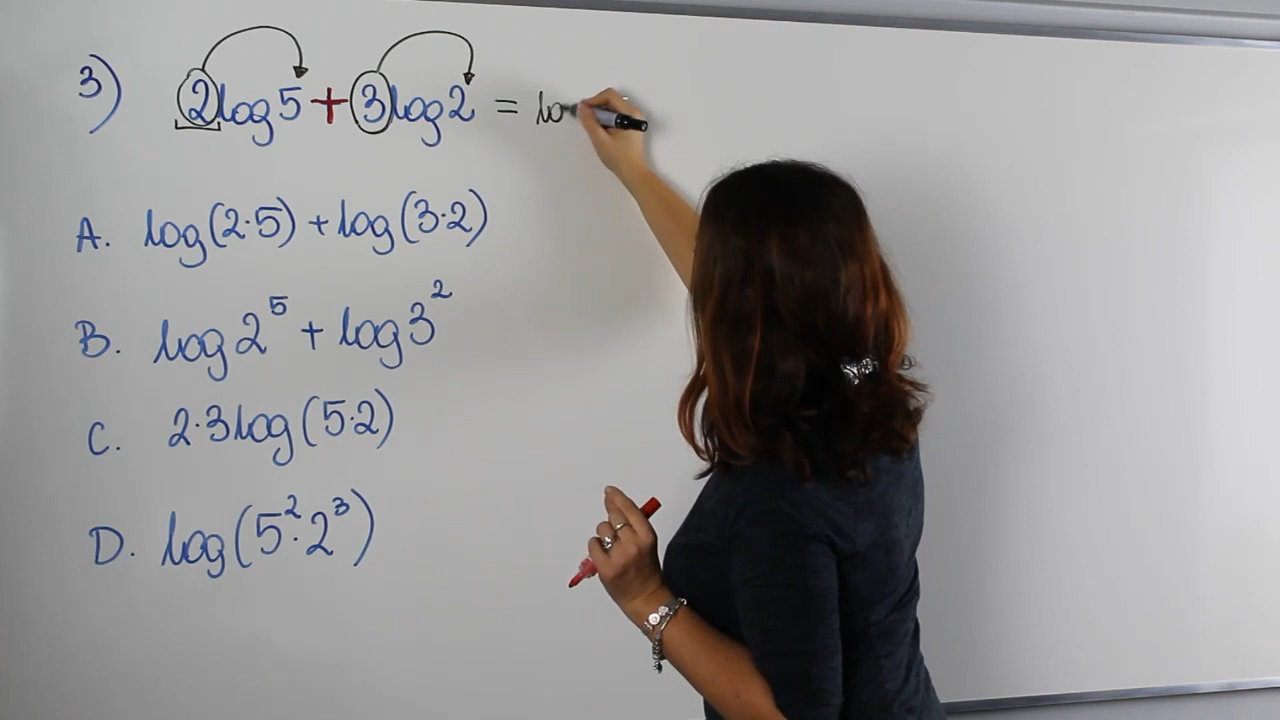 3) 2log5 + 3log2 = lo
A. log(2·5) + log(3·2)
B. log2⁵ + log3²
C. 2·3log(5·2)
D. log(5²·2³)